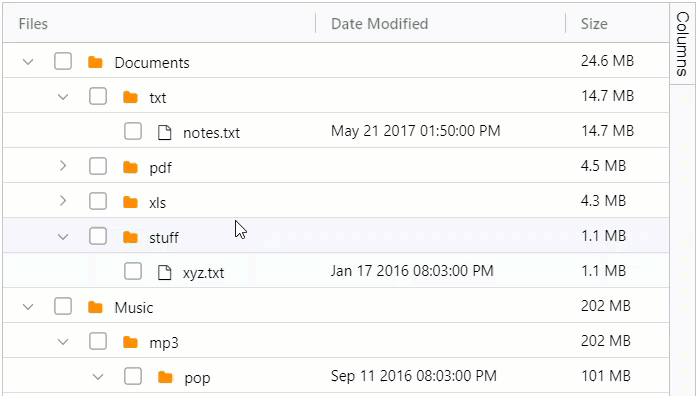 Files Date Modified Size
Columns
Documents 24.6 MB
txt 14.7 MB
notes.txt May 21 2017 01:50:00 PM 14.7 MB
pdf 4.5 MB
xls 4.3 MB
stuff 1.1 MB
xyz.txt Jan 17 2016 08:03:00 PM 1.1 MB
Music 202 MB
mp3 202 MB
pop Sep 11 2016 08:03:00 PM 101 MB